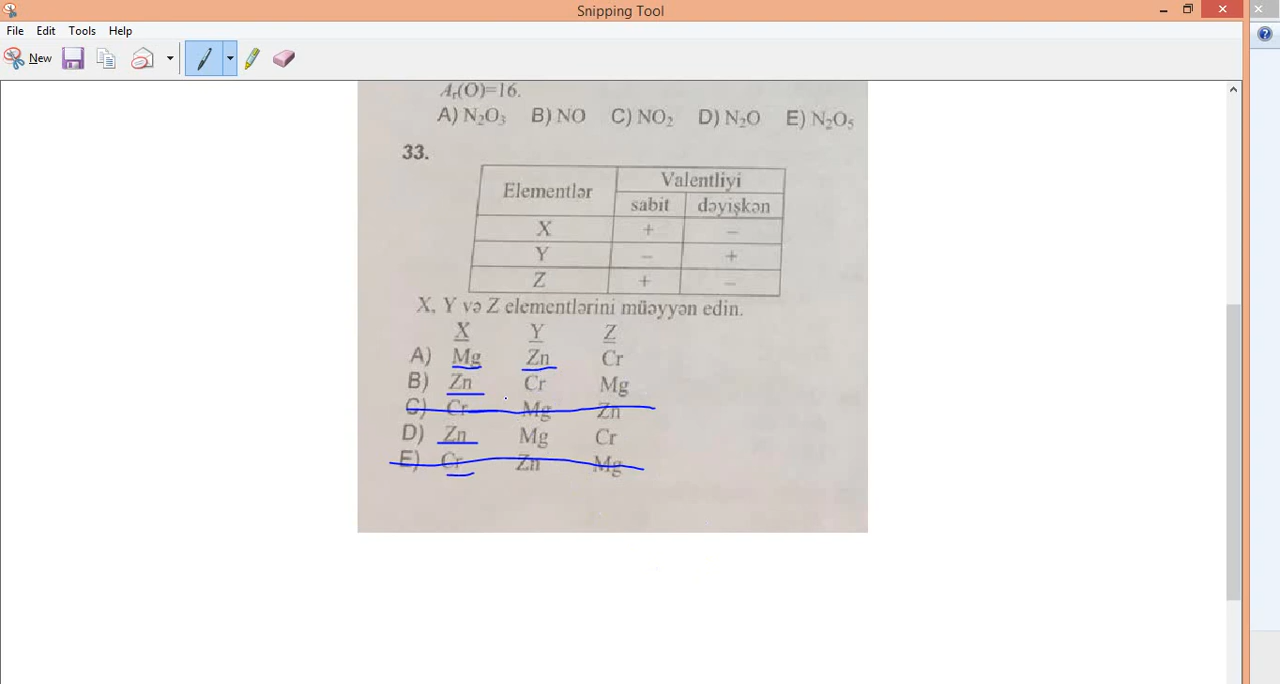 Snipping Tool
File Edit Tools Help
New
Aᵣ(O)=16.
A) N₂O₃ B) NO C) NO₂ D) N₂O E) N₂O₅
33.
Elementlər Valentliyi
sabit dəyişkən
X + –
Y – +
Z + –
X, Y və Z elementlərini müəyyən edin.
X Y Z
A) Mg Zn Cr
B) Zn Cr Mg
C) Cr Mg Zn
D) Zn Mg Cr
E) Cr Zn Mg